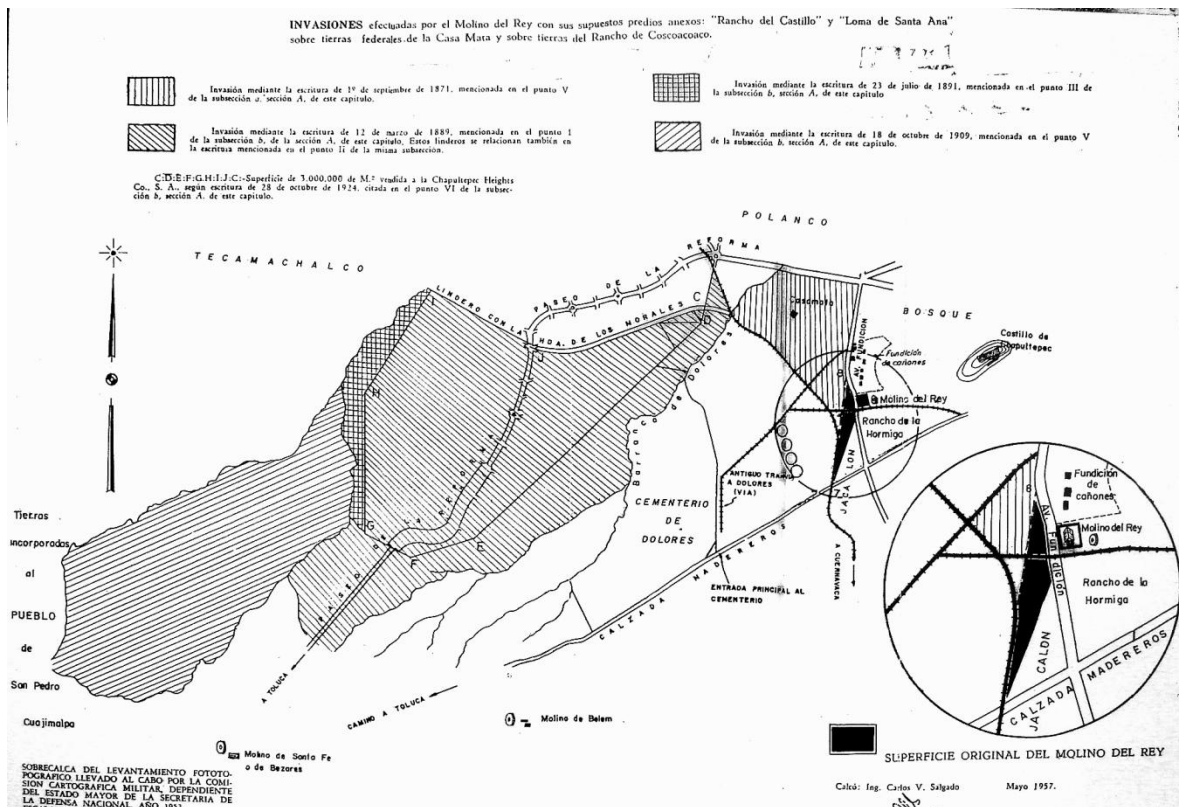 INVASIONES efectuadas por el Molino del Rey con sus supuestos predios anexos: "Rancho del Castillo" y "Loma de Santa Ana"
sobre tierras federales de la Casa Mata y sobre tierras del Rancho de Coscoacoaco.
Invasión mediante la escritura de 1º de septiembre de 1871, mencionada en el punto V
de la subsección a. sección A, de este capítulo.
Invasión mediante la escritura de 12 de marzo de 1889, mencionada en el punto I
de la subsección b, de la sección A, de este capítulo. Estos linderos se relacionan también en
la escritura mencionada en el punto II de la misma subsección.
Invasión mediante la escritura de 23 de julio de 1891, mencionada en el punto III de
la subsección b, sección A, de este capítulo
Invasión mediante la escritura de 18 de octubre de 1909, mencionada en el punto V
de la subsección b, sección A, de este capítulo.
C:D:E:F:G:H:I:J:C:-Superficie de 3.000,000 de M.² vendida a la Chapultepec Heights
Co., S. A., según escritura de 28 de octubre de 1924, citada en el punto VI de la subsec-
ción b, sección A. de este capítulo.
POLANCO
TECAMACHALCO
PASEO DE LA REFORMA
LINDERO CON LA HDA. DE LOS MORALES
I
J
C
D
H
G
F
E
Casamata
BOSQUE
Castillo de
Chapultepec
AV. FUNDICION
Fundición
de cañones
8
Molino del Rey
Rancho de la
Hormiga
7
JALALON
Barranca de Dolores
ANTIGUO TRANVIA
A DOLORES
(VIA)
CEMENTERIO
DE
DOLORES
PASEO DE LA REFORMA
CALZADA MADEREROS
A CUERNAVACA
ENTRADA PRINCIPAL AL
CEMENTERIO
Tierras
incorporadas
al
PUEBLO
de
San Pedro
Cuajimalpa
A TOLUCA
CAMINO A TOLUCA
Molino de Belem
Molino de Santa Fe
o de Bezares
8
Fundición
de
cañones
Av. Fundición
Molino del Rey
Rancho de la
Hormiga
JALALON
CALZADA MADEREROS
SUPERFICIE ORIGINAL DEL MOLINO DEL REY
Calcó: Ing. Carlos V. Salgado Mayo 1957.
SOBRECALCA DEL LEVANTAMIENTO FOTOTO-
POGRAFICO LLEVADO AL CABO POR LA COMI-
SION CARTOGRAFICA MILITAR, DEPENDIENTE
DEL ESTADO MAYOR DE LA SECRETARIA DE
LA DEFENSA NACIONAL, AÑO